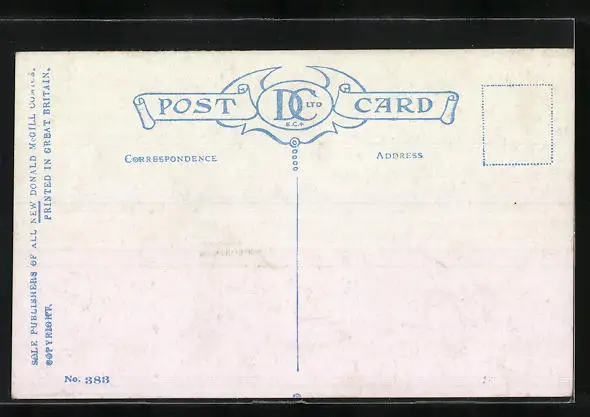 POST DC LTD CARD
E.C.4
CORRESPONDENCE
ADDRESS
SOLE PUBLISHERS OF ALL NEW DONALD McGILL COMICS.
PRINTED IN GREAT BRITAIN.
COPYRIGHT.
No. 383